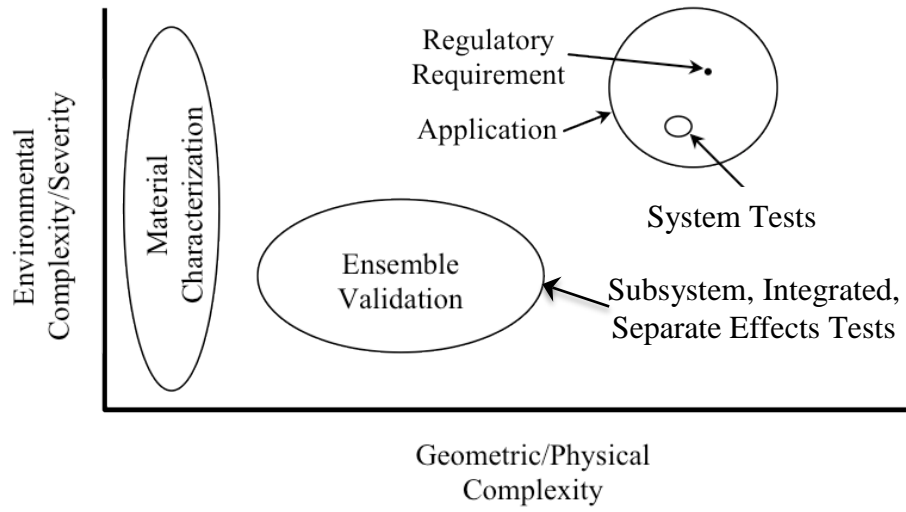 Environmental
Complexity/Severity
Material
Characterization
Regulatory
Requirement
Application
System Tests
Ensemble
Validation
Subsystem, Integrated,
Separate Effects Tests
Geometric/Physical
Complexity